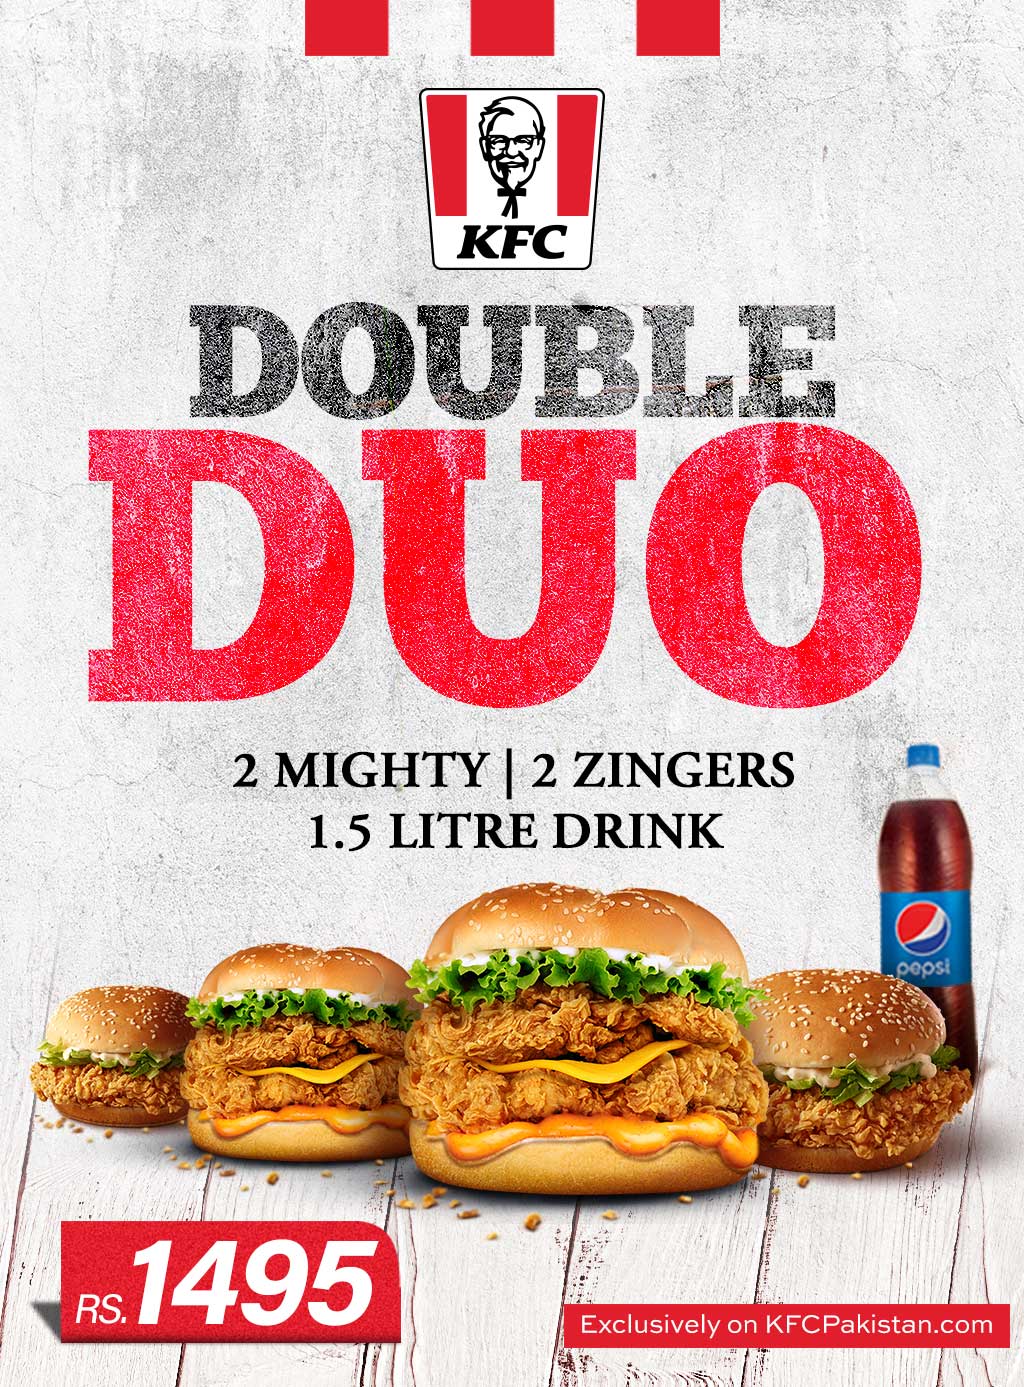 KFC
DOUBLE
DUO
2 MIGHTY | 2 ZINGERS
1.5 LITRE DRINK
pepsi
RS.1495
Exclusively on KFCPakistan.com